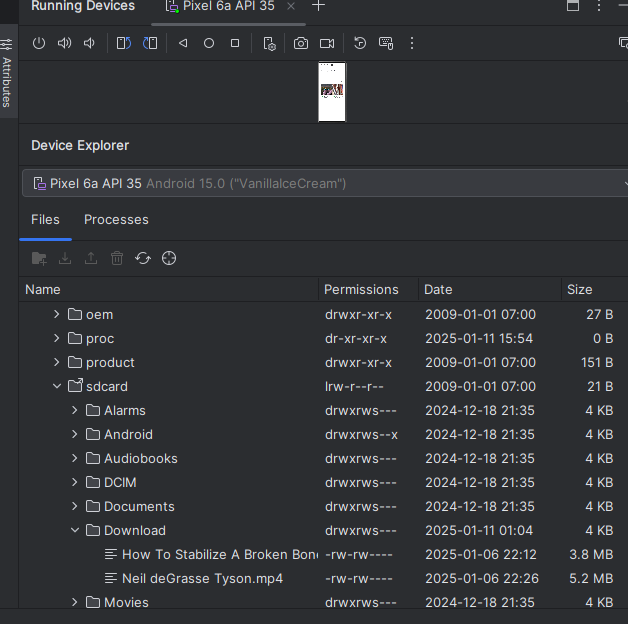 Running Devices
Pixel 6a API 35
Attributes
Device Explorer
Pixel 6a API 35 Android 15.0 ("VanillaIceCream")
Files Processes
Name Permissions Date Size
oem drwxr-xr-x 2009-01-01 07:00 27 B
proc dr-xr-xr-x 2025-01-11 15:54 0 B
product drwxr-xr-x 2009-01-01 07:00 151 B
sdcard lrw-r--r-- 2009-01-01 07:00 21 B
Alarms drwxrws--- 2024-12-18 21:35 4 KB
Android drwxrws--x 2024-12-18 21:35 4 KB
Audiobooks drwxrws--- 2024-12-18 21:35 4 KB
DCIM drwxrws--- 2024-12-18 21:35 4 KB
Documents drwxrws--- 2024-12-18 21:35 4 KB
Download drwxrws--- 2025-01-11 01:04 4 KB
How To Stabilize A Broken Bon -rw-rw---- 2025-01-06 22:12 3.8 MB
Neil deGrasse Tyson.mp4 -rw-rw---- 2025-01-06 22:26 5.2 MB
Movies drwxrws--- 2024-12-18 21:35 4 KB